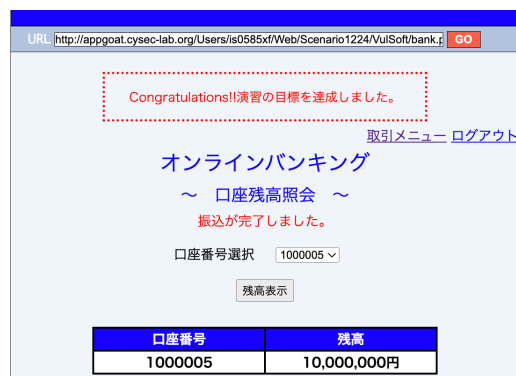 URL http://appgoat.cysec-lab.org/Users/is0585xf/Web/Scenario1224/VulSoft/bank.p GO
Congratulations!!演習の目標を達成しました。
取引メニュー ログアウト
オンラインバンキング
～ 口座残高照会 ～
振込が完了しました。
口座番号選択 1000005
残高表示
口座番号 残高
1000005 10,000,000円